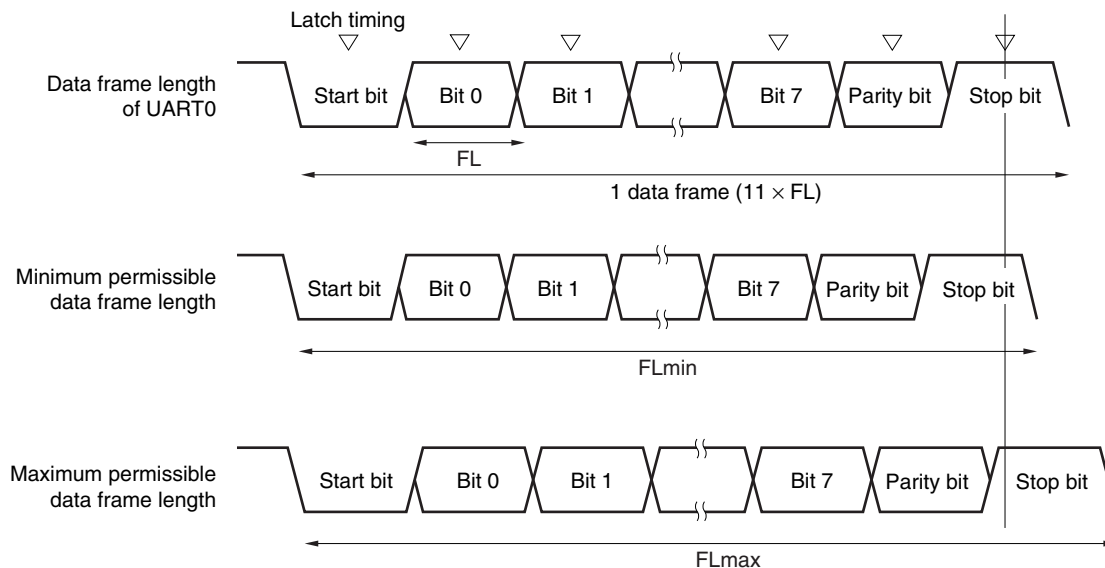 Latch timing
Data frame length
of UART0
Start bit Bit 0 Bit 1 Bit 7 Parity bit Stop bit
FL
1 data frame (11 × FL)
Minimum permissible
data frame length
Start bit Bit 0 Bit 1 Bit 7 Parity bit Stop bit
FLmin
Maximum permissible
data frame length
Start bit Bit 0 Bit 1 Bit 7 Parity bit Stop bit
FLmax